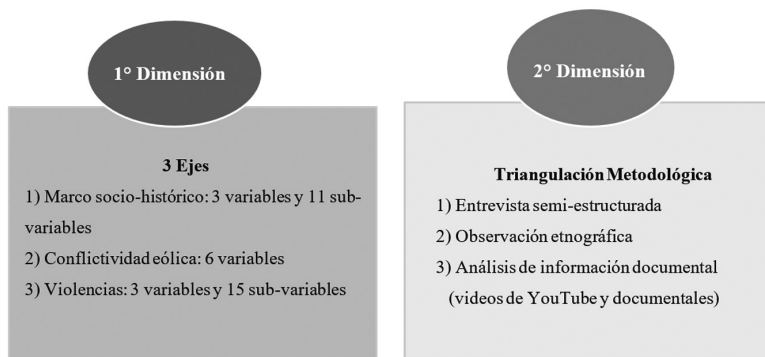 1° Dimensión
3 Ejes
1) Marco socio-histórico: 3 variables y 11 sub-
variables
2) Conflictividad eólica: 6 variables
3) Violencias: 3 variables y 15 sub-variables
2° Dimensión
Triangulación Metodológica
1) Entrevista semi-estructurada
2) Observación etnográfica
3) Análisis de información documental
(videos de YouTube y documentales)